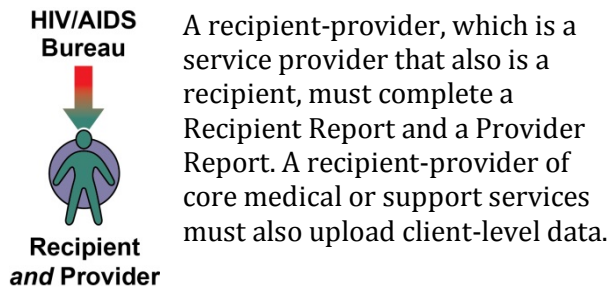 HIV/AIDS
Bureau
Recipient
and Provider
A recipient-provider, which is a
service provider that also is a
recipient, must complete a
Recipient Report and a Provider
Report. A recipient-provider of
core medical or support services
must also upload client-level data.